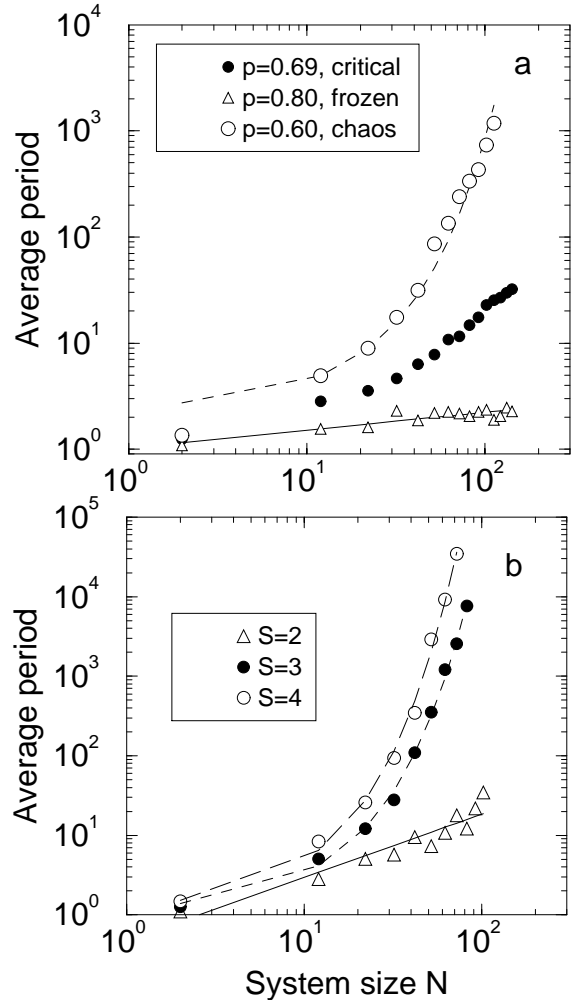 10^4
10^3
10^2
10^1
10^0
Average period
p=0.69, critical
p=0.80, frozen
p=0.60, chaos
a
10^0 10^1 10^2
10^5
10^4
10^3
10^2
10^1
10^0
Average period
S=2
S=3
S=4
b
10^0 10^1 10^2
System size N